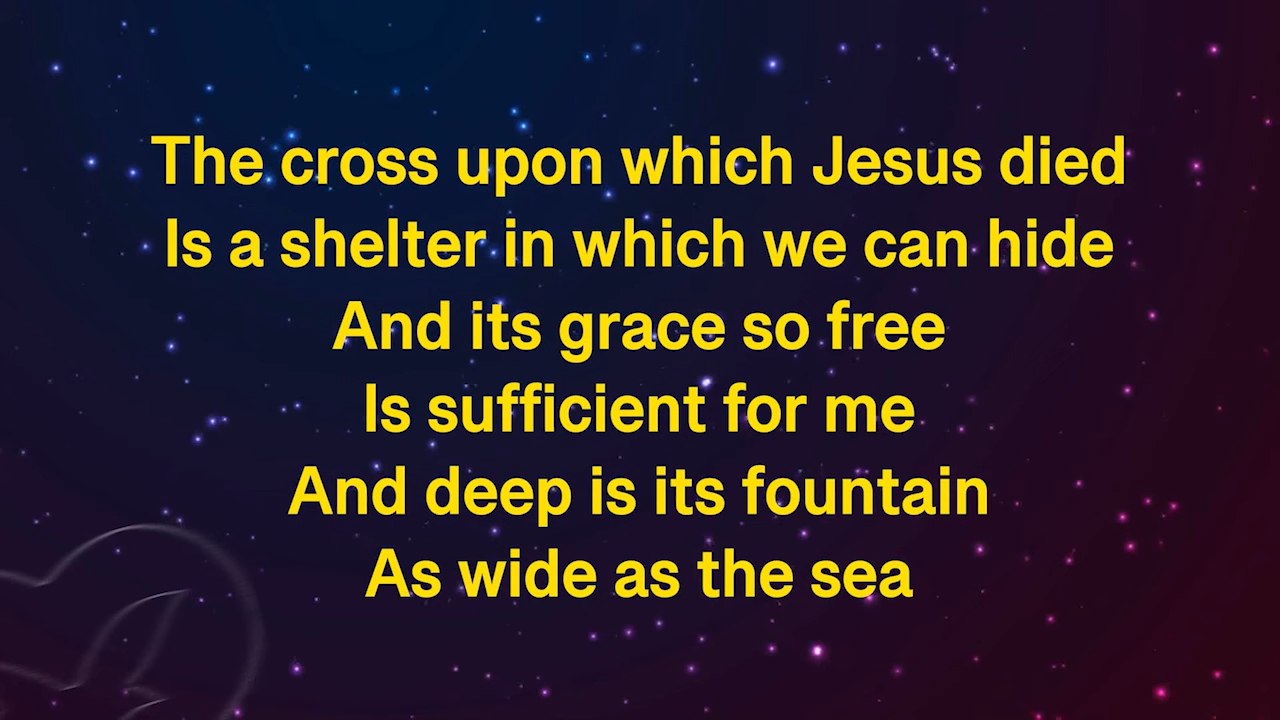 The cross upon which Jesus died
Is a shelter in which we can hide
And its grace so free
Is sufficient for me
And deep is its fountain
As wide as the sea